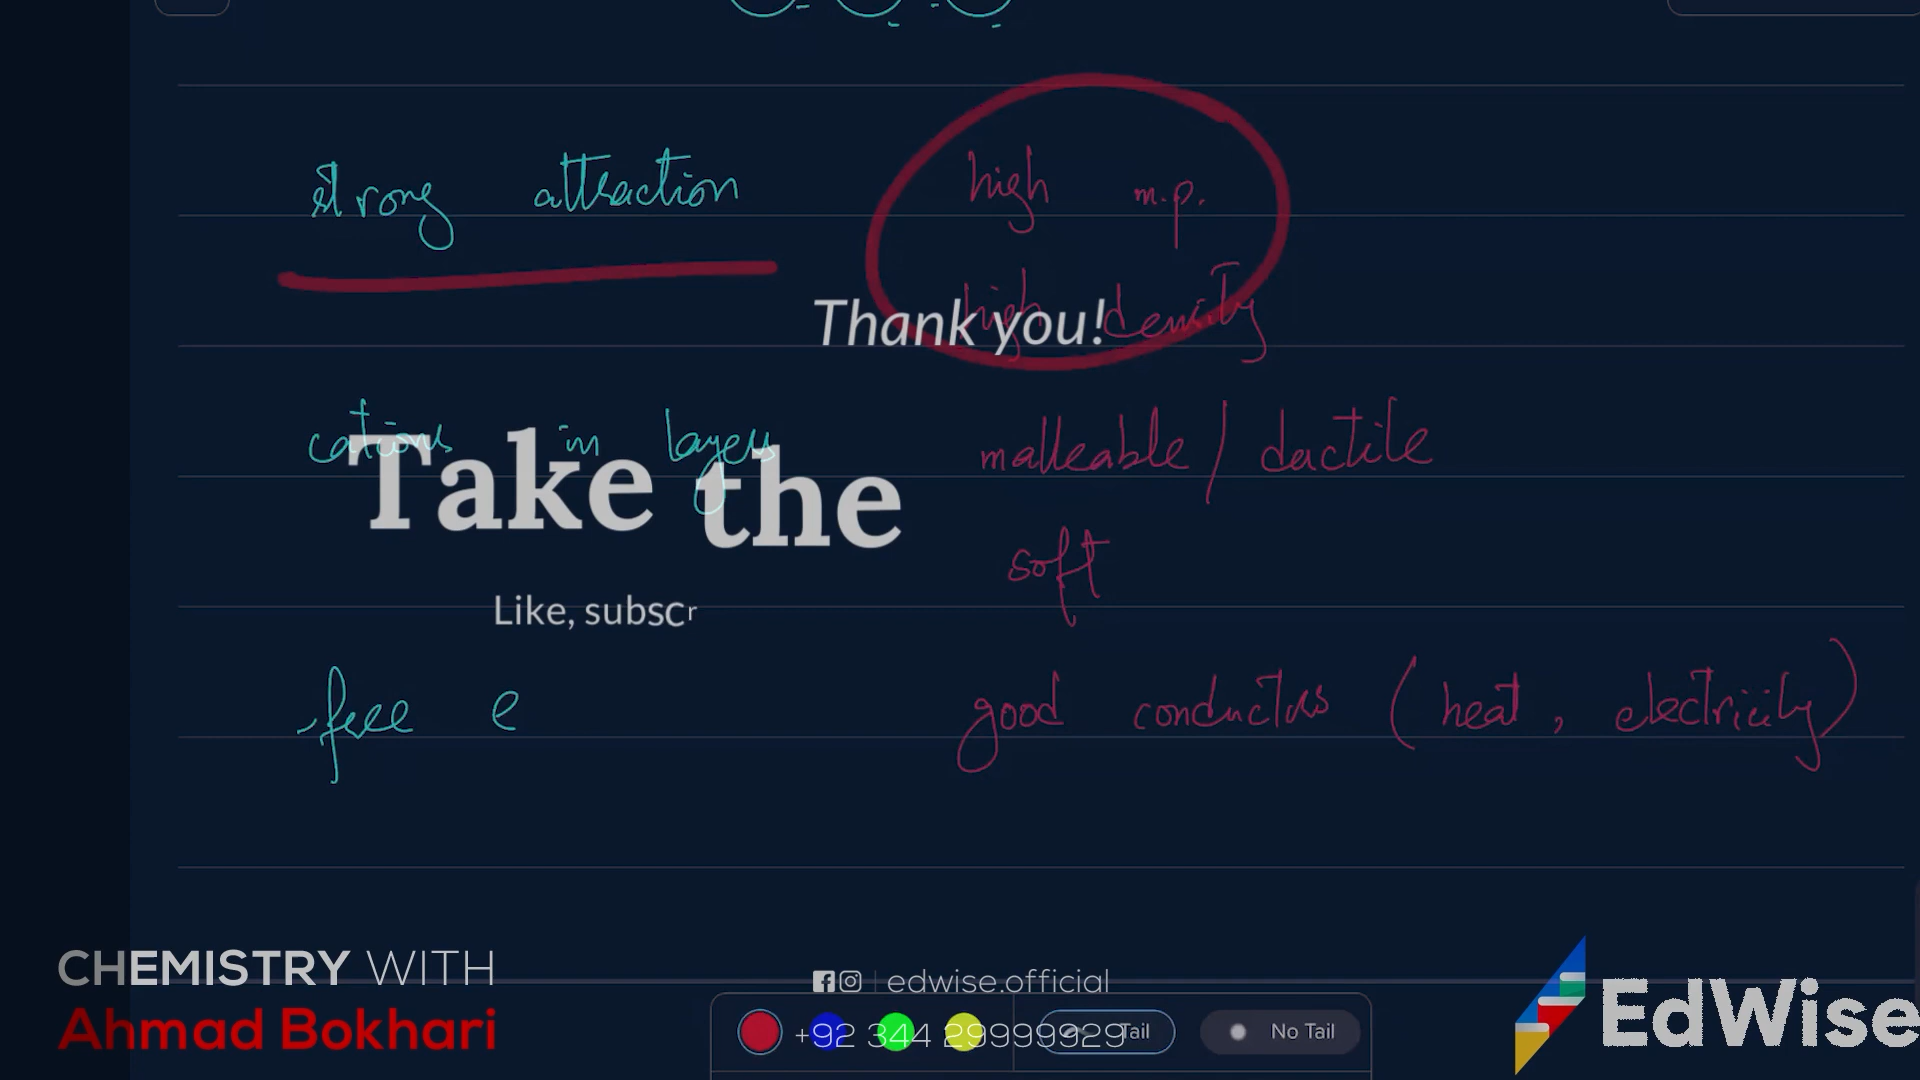 strong attraction high m.p.
high density
Thank you!
cations in layers malleable / ductile
Take the
soft
Like, subscr
free e good conductors (heat, electricity)
CHEMISTRY WITH
Ahmad Bokhari
edwise.official
+92 344 29999929
Tail
No Tail
EdWise